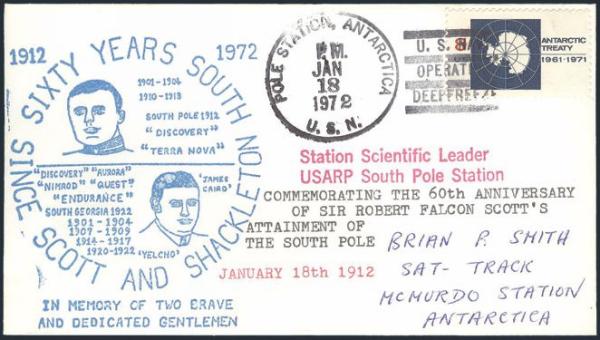 1912 1972
SIXTY YEARS SOUTH
SINCE SCOTT AND SHACKLETON
1901-1904
1910-1913
SOUTH POLE 1912
"DISCOVERY"
"TERRA NOVA"
"DISCOVERY" "AURORA"
"NIMROD" "QUEST"
"ENDURANCE"
SOUTH GEORGIA 1922
1901-1904
1907-1909
1914-1917
1920-1922
"YELCHO"
"JAMES
CAIRD"
IN MEMORY OF TWO BRAVE
AND DEDICATED GENTLEMEN
POLE STATION, ANTARCTICA
P.M.
JAN
18
1972
U. S. N.
U. S. NAVY
OPERATION
DEEPFREEZE
8
ANTARCTIC
TREATY
1961-1971
Station Scientific Leader
USARP South Pole Station
COMMEMORATING THE 60th ANNIVERSARY
OF SIR ROBERT FALCON SCOTT'S
ATTAINMENT OF
THE SOUTH POLE
JANUARY 18th 1912
BRIAN P. SMITH
SAT- TRACK
MCMURDO STATION
ANTARCTICA